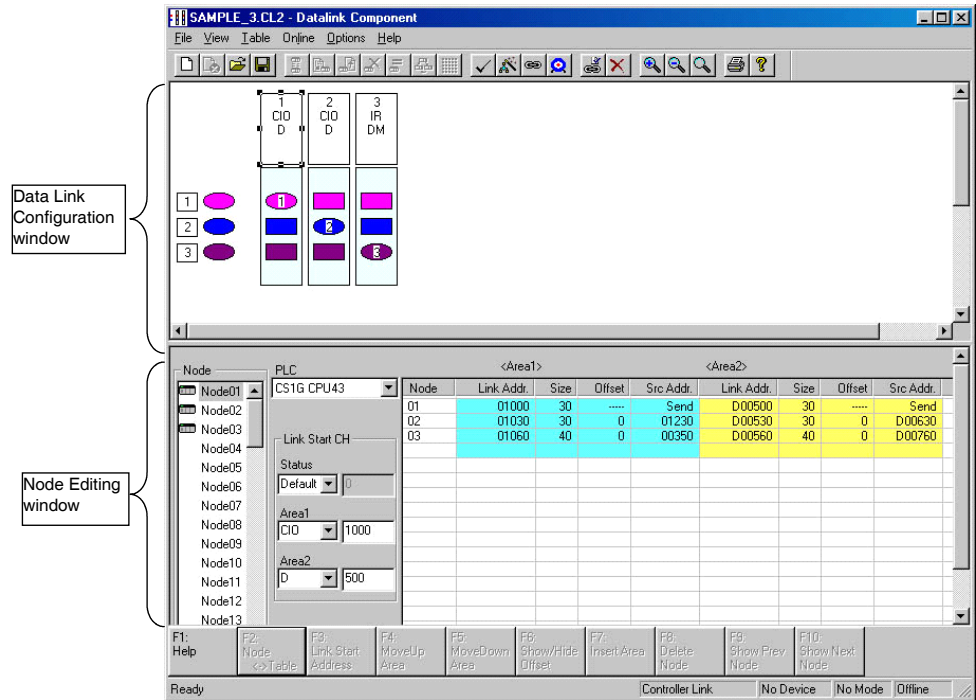 SAMPLE_3.CL2 - Datalink Component
File View Table Online Options Help
Data Link
Configuration
window
1 2 3
CIO CIO IR
D D DM
1 1
2 2
3 3
Node Editing
window
Node
Node01
Node02
Node03
Node04
Node05
Node06
Node07
Node08
Node09
Node10
Node11
Node12
Node13
PLC
CS1G CPU43
Link Start CH
Status
Default 0
Area1
CIO 1000
Area2
D 500
<Area1> <Area2>
Node Link Addr. Size Offset Src Addr. Link Addr. Size Offset Src Addr.
01 01000 30 ----- Send D00500 30 ----- Send
02 01030 30 0 01230 D00530 30 0 D00630
03 01060 40 0 00350 D00560 40 0 D00760
F1:
Help
F2:
Node
<->Table
F3:
Link Start
Address
F4:
MoveUp
Area
F5:
MoveDown
Area
F6:
Show/Hide
Offset
F7:
Insert Area
F8:
Delete
Node
F9:
Show Prev
Node
F10:
Show Next
Node
Ready Controller Link No Device No Mode Offline